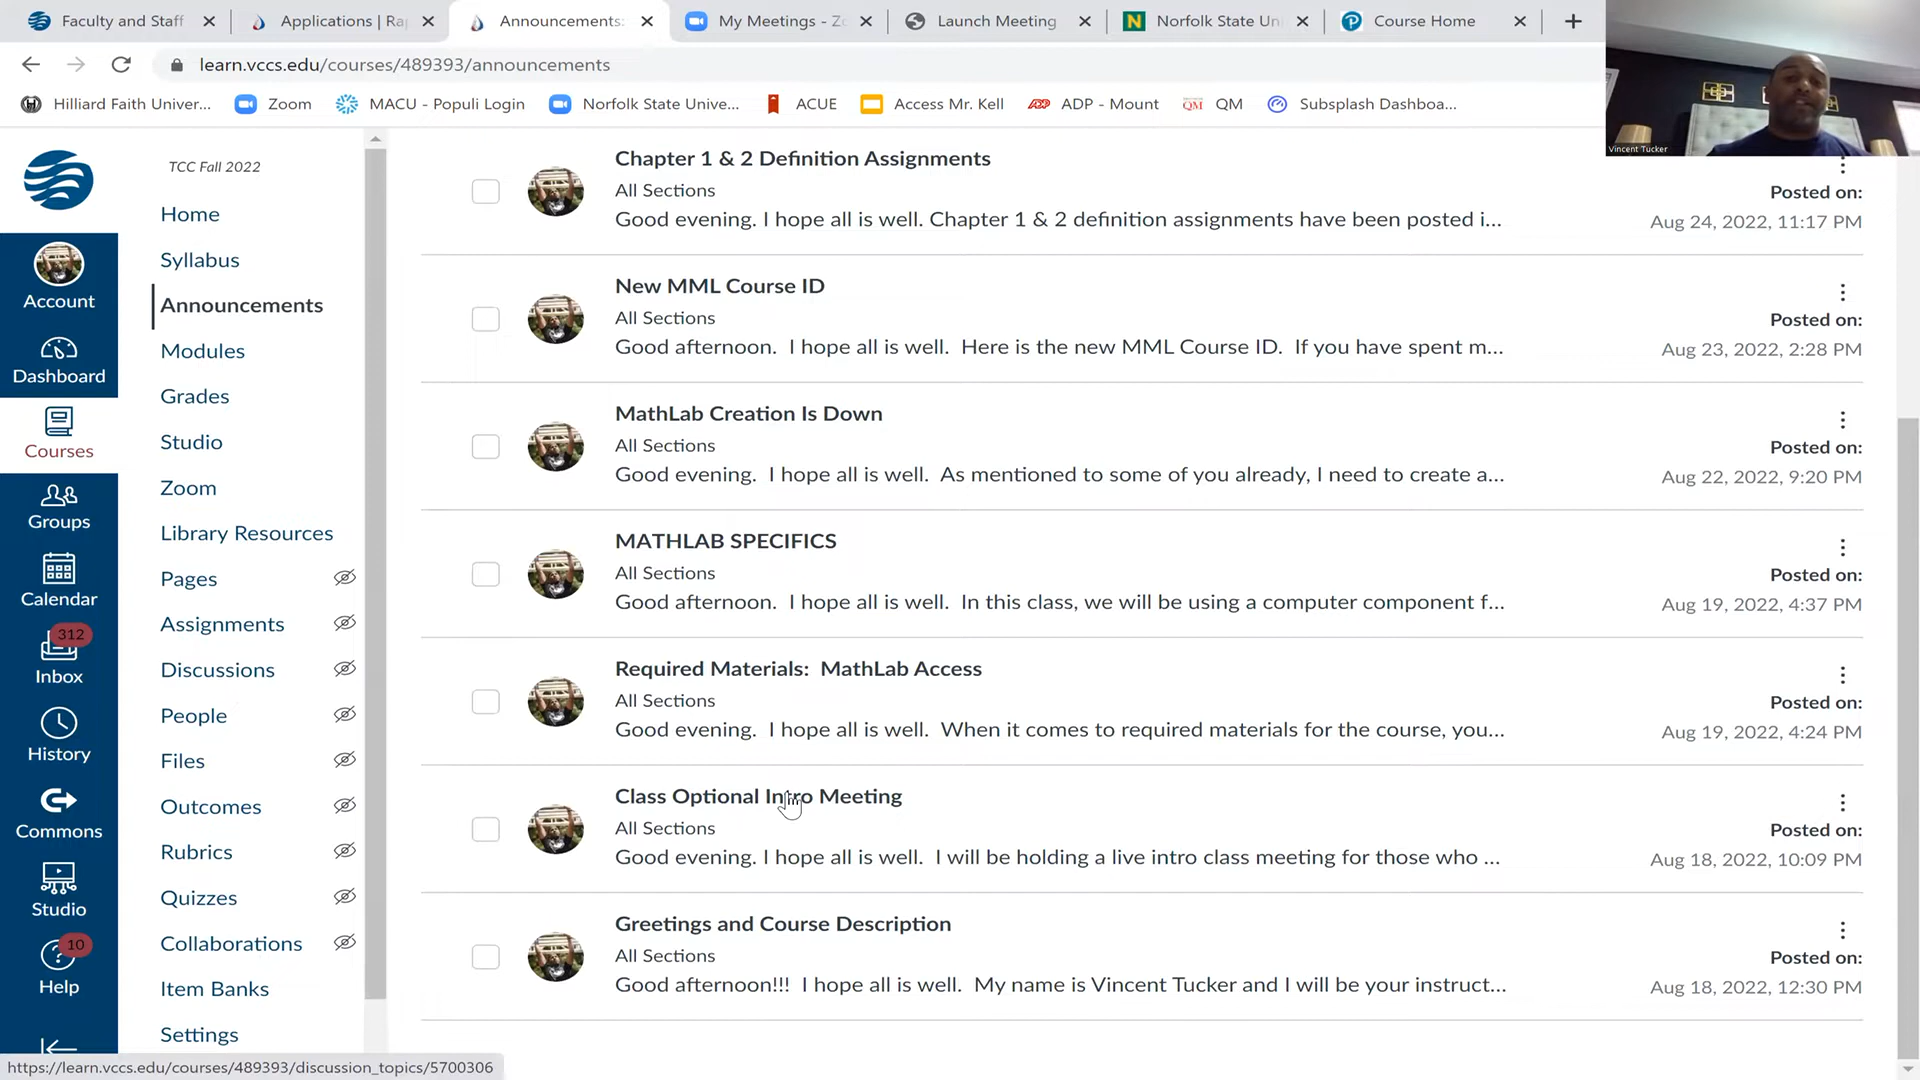 Faculty and Staff
Applications | Ra
Announcements:
My Meetings - Zo
Launch Meeting
Norfolk State Uni
Course Home
learn.vccs.edu/courses/489393/announcements
Hilliard Faith Univer...
Zoom
MACU - Populi Login
Norfolk State Unive...
ACUE
Access Mr. Kell
ADP - Mount
QM
QM
Subsplash Dashboa...
Vincent Tucker
Account
Dashboard
Courses
Groups
Calendar
312
Inbox
History
Commons
Studio
10
Help
TCC Fall 2022
Home
Syllabus
Announcements
Modules
Grades
Studio
Zoom
Library Resources
Pages
Assignments
Discussions
People
Files
Outcomes
Rubrics
Quizzes
Collaborations
Item Banks
Settings
Chapter 1 & 2 Definition Assignments
All Sections
Good evening. I hope all is well. Chapter 1 & 2 definition assignments have been posted i...
Posted on:
Aug 24, 2022, 11:17 PM
New MML Course ID
All Sections
Good afternoon.  I hope all is well.  Here is the new MML Course ID.  If you have spent m...
Posted on:
Aug 23, 2022, 2:28 PM
MathLab Creation Is Down
All Sections
Good evening.  I hope all is well.  As mentioned to some of you already, I need to create a...
Posted on:
Aug 22, 2022, 9:20 PM
MATHLAB SPECIFICS
All Sections
Good afternoon.  I hope all is well.  In this class, we will be using a computer component f...
Posted on:
Aug 19, 2022, 4:37 PM
Required Materials:  MathLab Access
All Sections
Good evening.  I hope all is well.  When it comes to required materials for the course, you...
Posted on:
Aug 19, 2022, 4:24 PM
Class Optional Intro Meeting
All Sections
Good evening. I hope all is well.  I will be holding a live intro class meeting for those who ...
Posted on:
Aug 18, 2022, 10:09 PM
Greetings and Course Description
All Sections
Good afternoon!!!  I hope all is well.  My name is Vincent Tucker and I will be your instruct...
Posted on:
Aug 18, 2022, 12:30 PM
https://learn.vccs.edu/courses/489393/discussion_topics/5700306